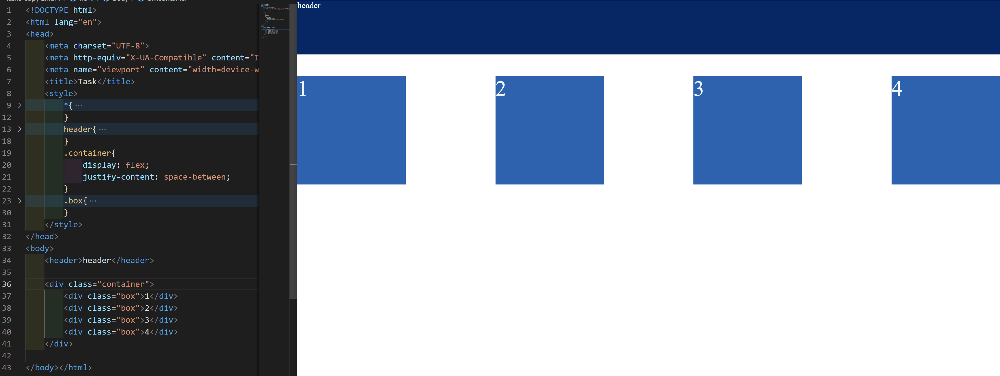 1 <!DOCTYPE html>
2 <html lang="en">
3 <head>
4 <meta charset="UTF-8">
5 <meta http-equiv="X-UA-Compatible" content="I
6 <meta name="viewport" content="width=device-w
7 <title>Task</title>
8 <style>
9 *{ ···
12 }
13 header{ ···
18 }
19 .container{
20 display: flex;
21 justify-content: space-between;
22 }
23 .box{ ···
30 }
31 </style>
32 </head>
33 <body>
34 <header>header</header>
35
36 <div class="container">
37 <div class="box">1</div>
38 <div class="box">2</div>
39 <div class="box">3</div>
40 <div class="box">4</div>
41 </div>
42
43 </body></html>
header
1 2 3 4